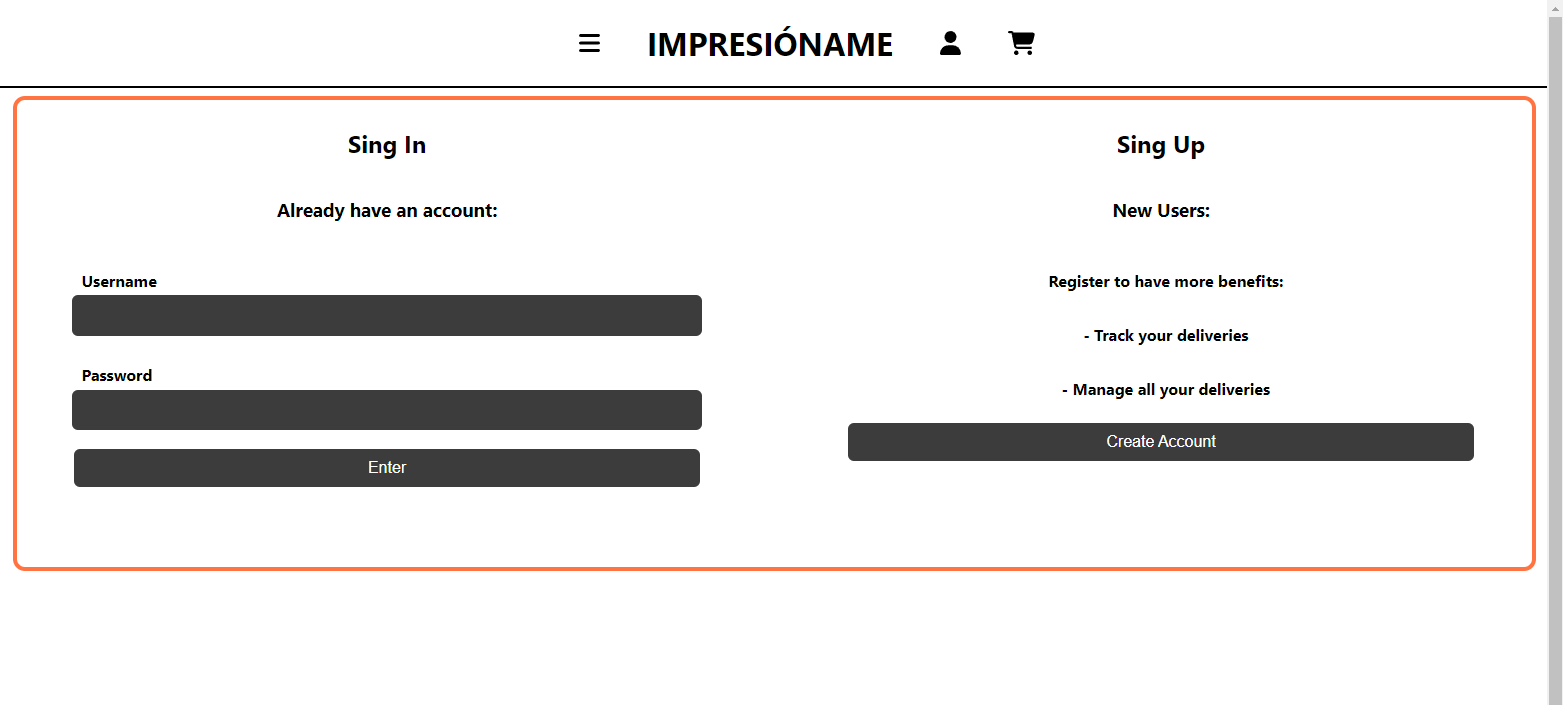 IMPRESIÓNAME
Sing In
Already have an account:
Username
Password
Enter
Sing Up
New Users:
Register to have more benefits:
- Track your deliveries
- Manage all your deliveries
Create Account